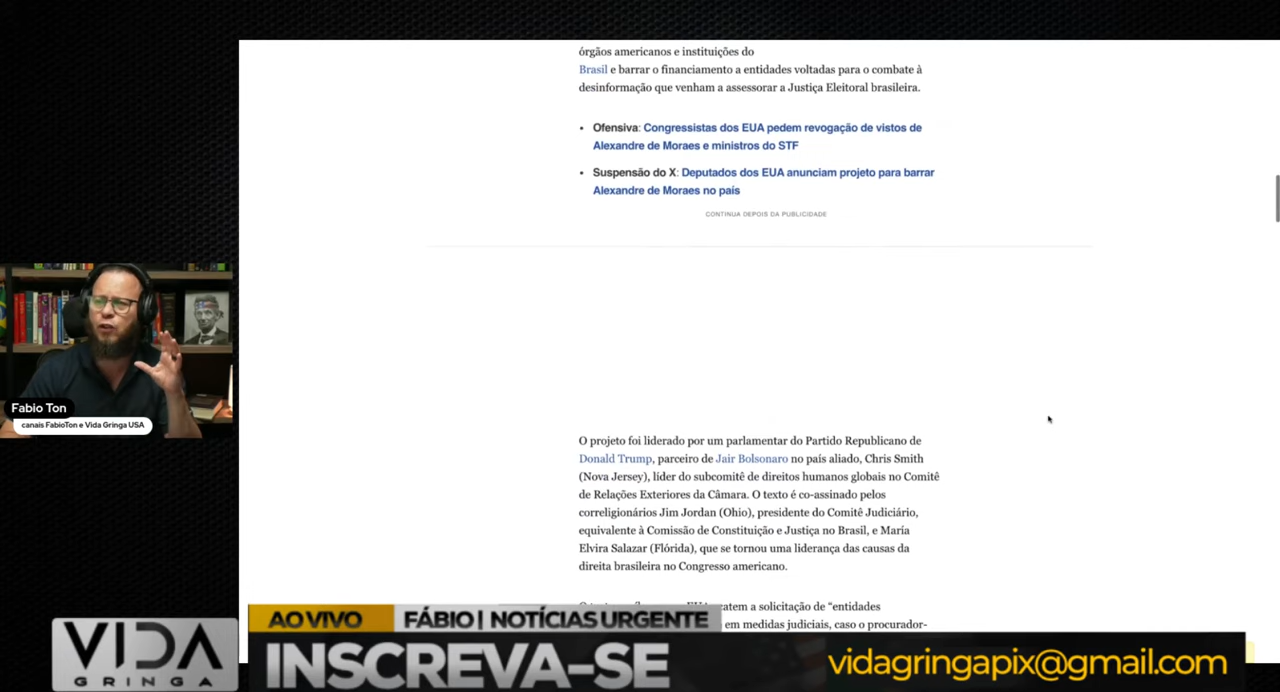 órgãos americanos e instituições do
Brasil e barrar o financiamento a entidades voltadas para o combate à
desinformação que venham a assessorar a Justiça Eleitoral brasileira.
• Ofensiva: Congressistas dos EUA pedem revogação de vistos de
Alexandre de Moraes e ministros do STF
• Suspensão do X: Deputados dos EUA anunciam projeto para barrar
Alexandre de Moraes no país
CONTINUA DEPOIS DA PUBLICIDADE
O projeto foi liderado por um parlamentar do Partido Republicano de
Donald Trump, parceiro de Jair Bolsonaro no país aliado, Chris Smith
(Nova Jersey), líder do subcomitê de direitos humanos globais no Comitê
de Relações Exteriores da Câmara. O texto é co-assinado pelos
correligionários Jim Jordan (Ohio), presidente do Comitê Judiciário,
equivalente à Comissão de Constituição e Justiça no Brasil, e María
Elvira Salazar (Flórida), que se tornou uma liderança das causas da
direita brasileira no Congresso americano.
a solicitação de “entidades
em medidas judiciais, caso o procurador-
Fabio Ton
canais FabioTon e Vida Gringa USA
AO VIVO FÁBIO | NOTÍCIAS URGENTE
VIDA
GRINGA
INSCREVA-SE
vidagringapix@gmail.com